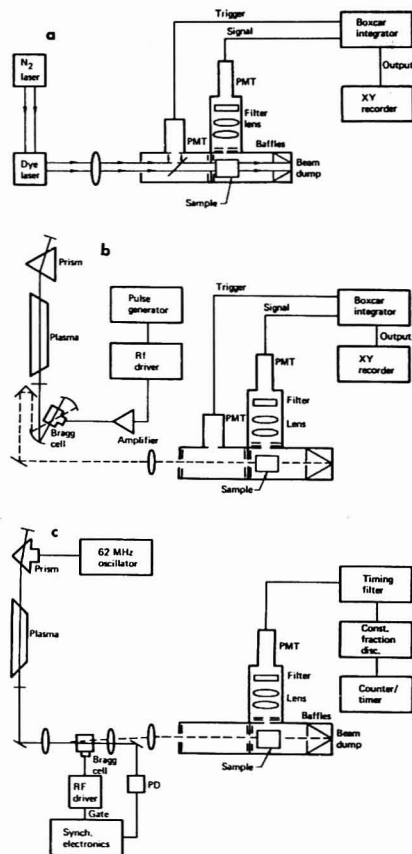 a
N₂
laser
Dye
laser
Trigger
Signal
PMT
Filter
lens
PMT
Baffles
Beam
dump
Sample
Boxcar
integrator
Output
XY
recorder
b
Prism
Plasma
Bragg
cell
Pulse
generator
Rf
driver
Amplifier
Trigger
Signal
PMT
Filter
Lens
PMT
Sample
Boxcar
integrator
Output
XY
recorder
c
Prism
62 MHz
oscillator
Plasma
Bragg
cell
RF
driver
Gate
Synch.
electronics
PD
PMT
Filter
Lens
Baffles
Beam
dump
Sample
Timing
filter
Const.
fraction
disc.
Counter/
timer